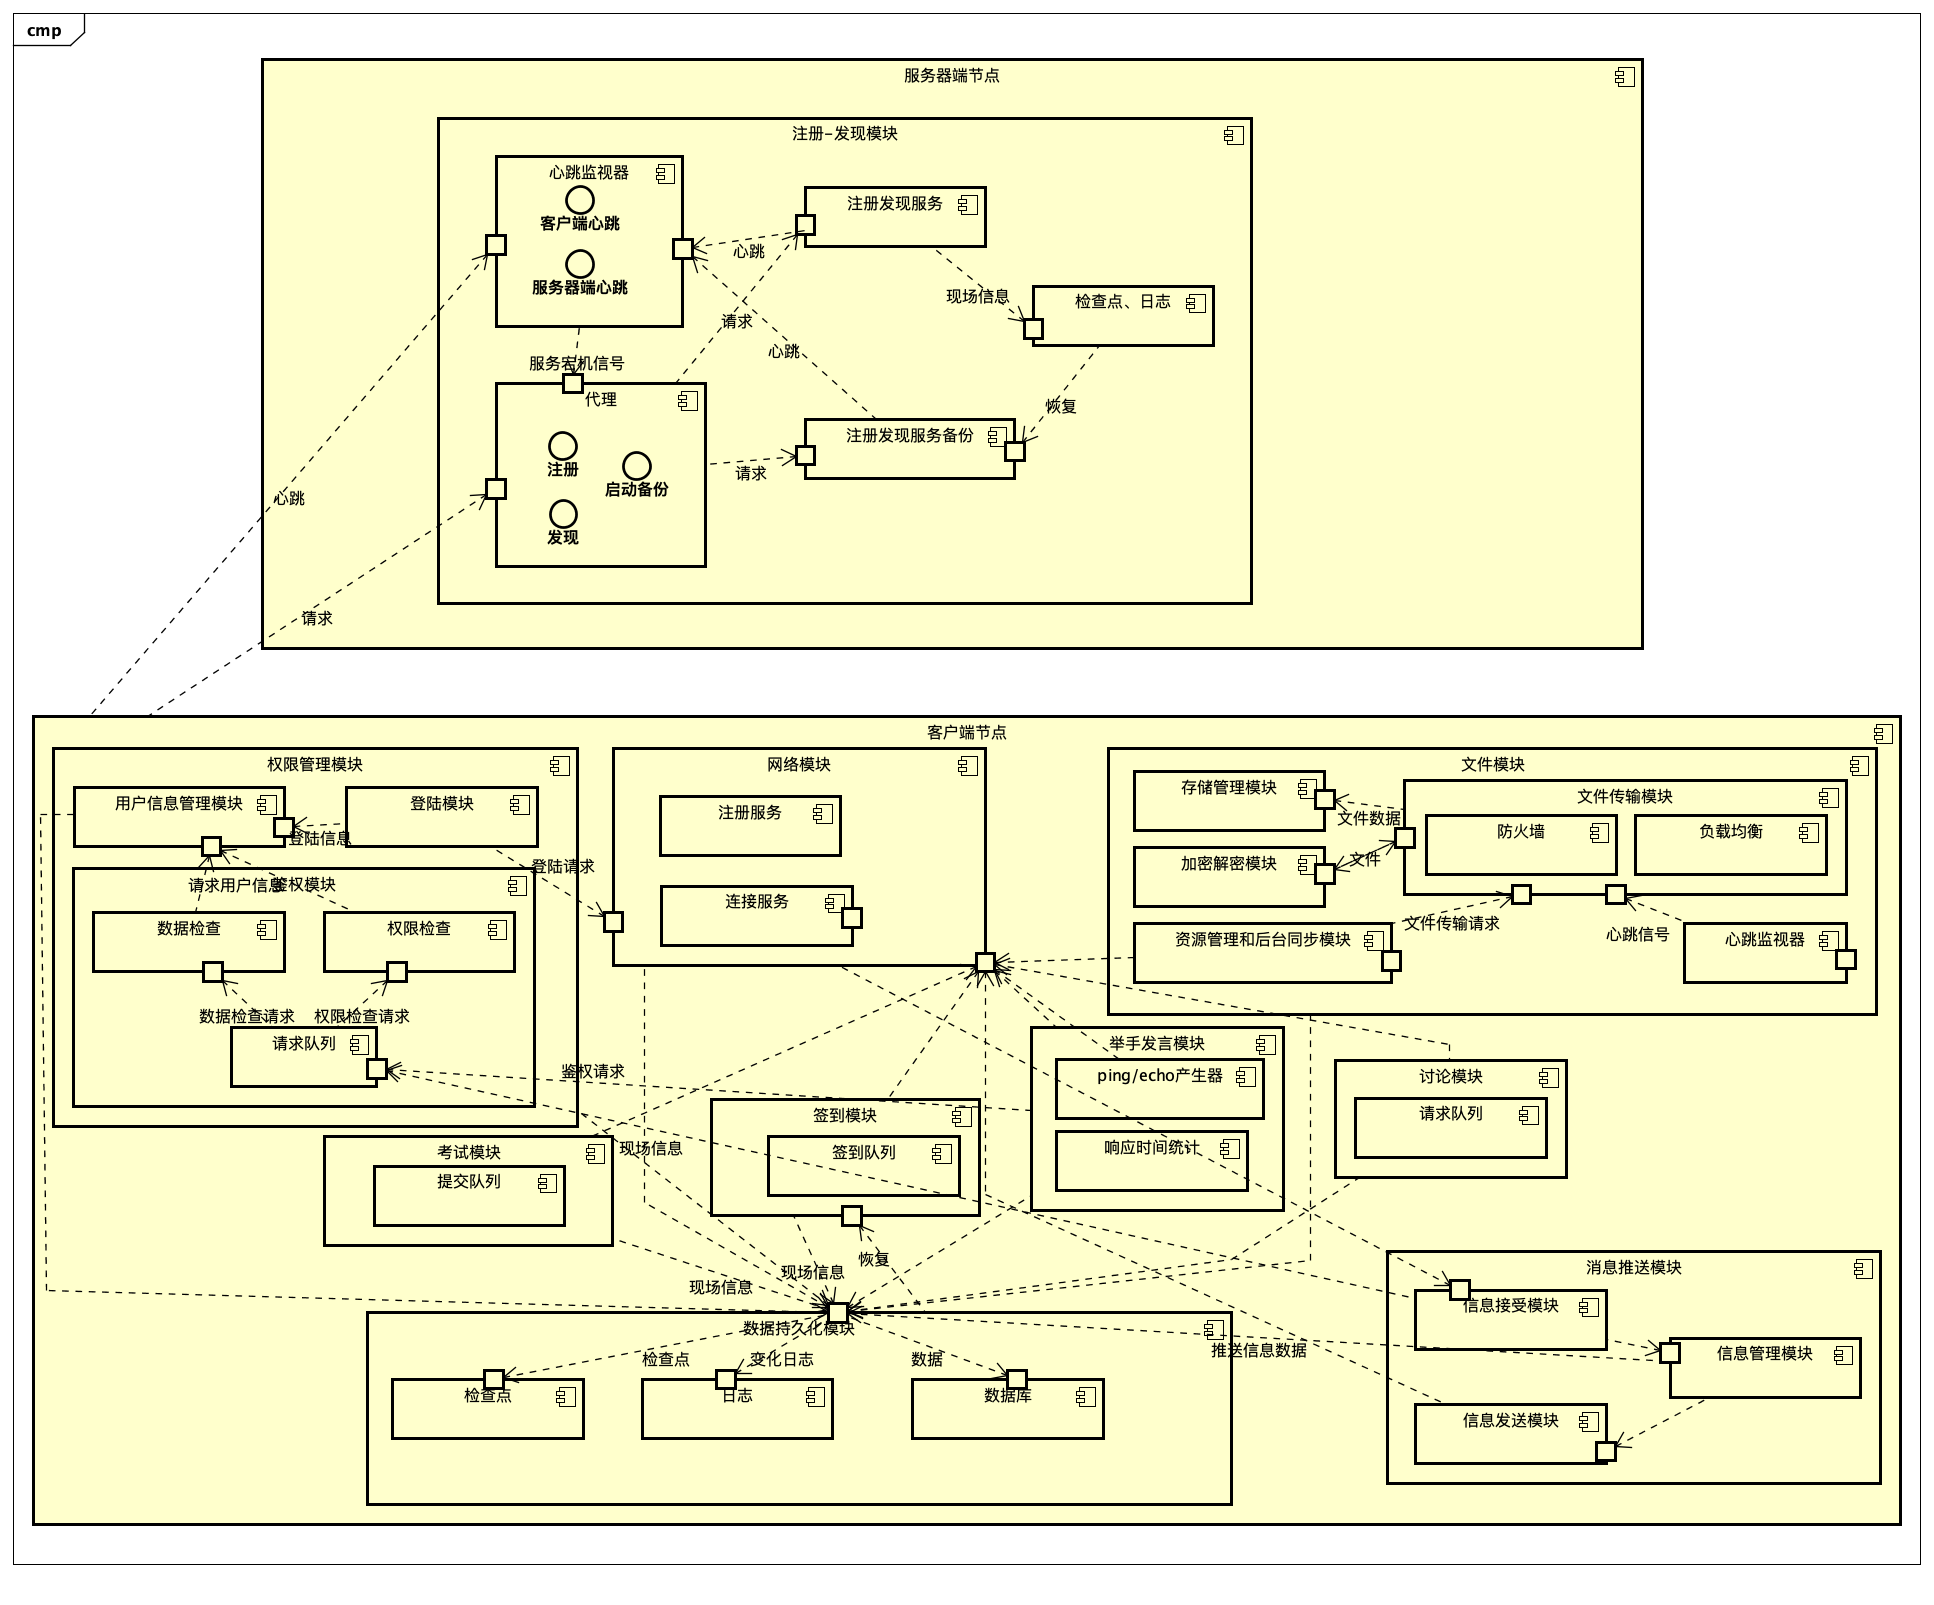 cmp
服务器端节点
注册-发现模块
心跳监视器
客户端心跳
服务器端心跳
注册发现服务
心跳
现场信息
检查点、日志
请求
心跳
服务宕机信号
代理
恢复
注册发现服务备份
注册
启动备份
请求
发现
心跳
请求
客户端节点
权限管理模块
用户信息管理模块
登陆模块
登陆信息
登陆请求
请求用户信息
鉴权模块
数据检查
权限检查
数据检查请求
权限检查请求
请求队列
网络模块
注册服务
连接服务
文件模块
存储管理模块
文件传输模块
文件数据
防火墙
负载均衡
加密解密模块
文件
资源管理和后台同步模块
文件传输请求
心跳信号
心跳监视器
鉴权请求
举手发言模块
ping/echo产生器
响应时间统计
讨论模块
请求队列
签到模块
签到队列
考试模块
提交队列
现场信息
现场信息
现场信息
恢复
消息推送模块
信息接受模块
信息管理模块
信息发送模块
推送信息数据
数据持久化模块
检查点
变化日志
数据
检查点
日志
数据库